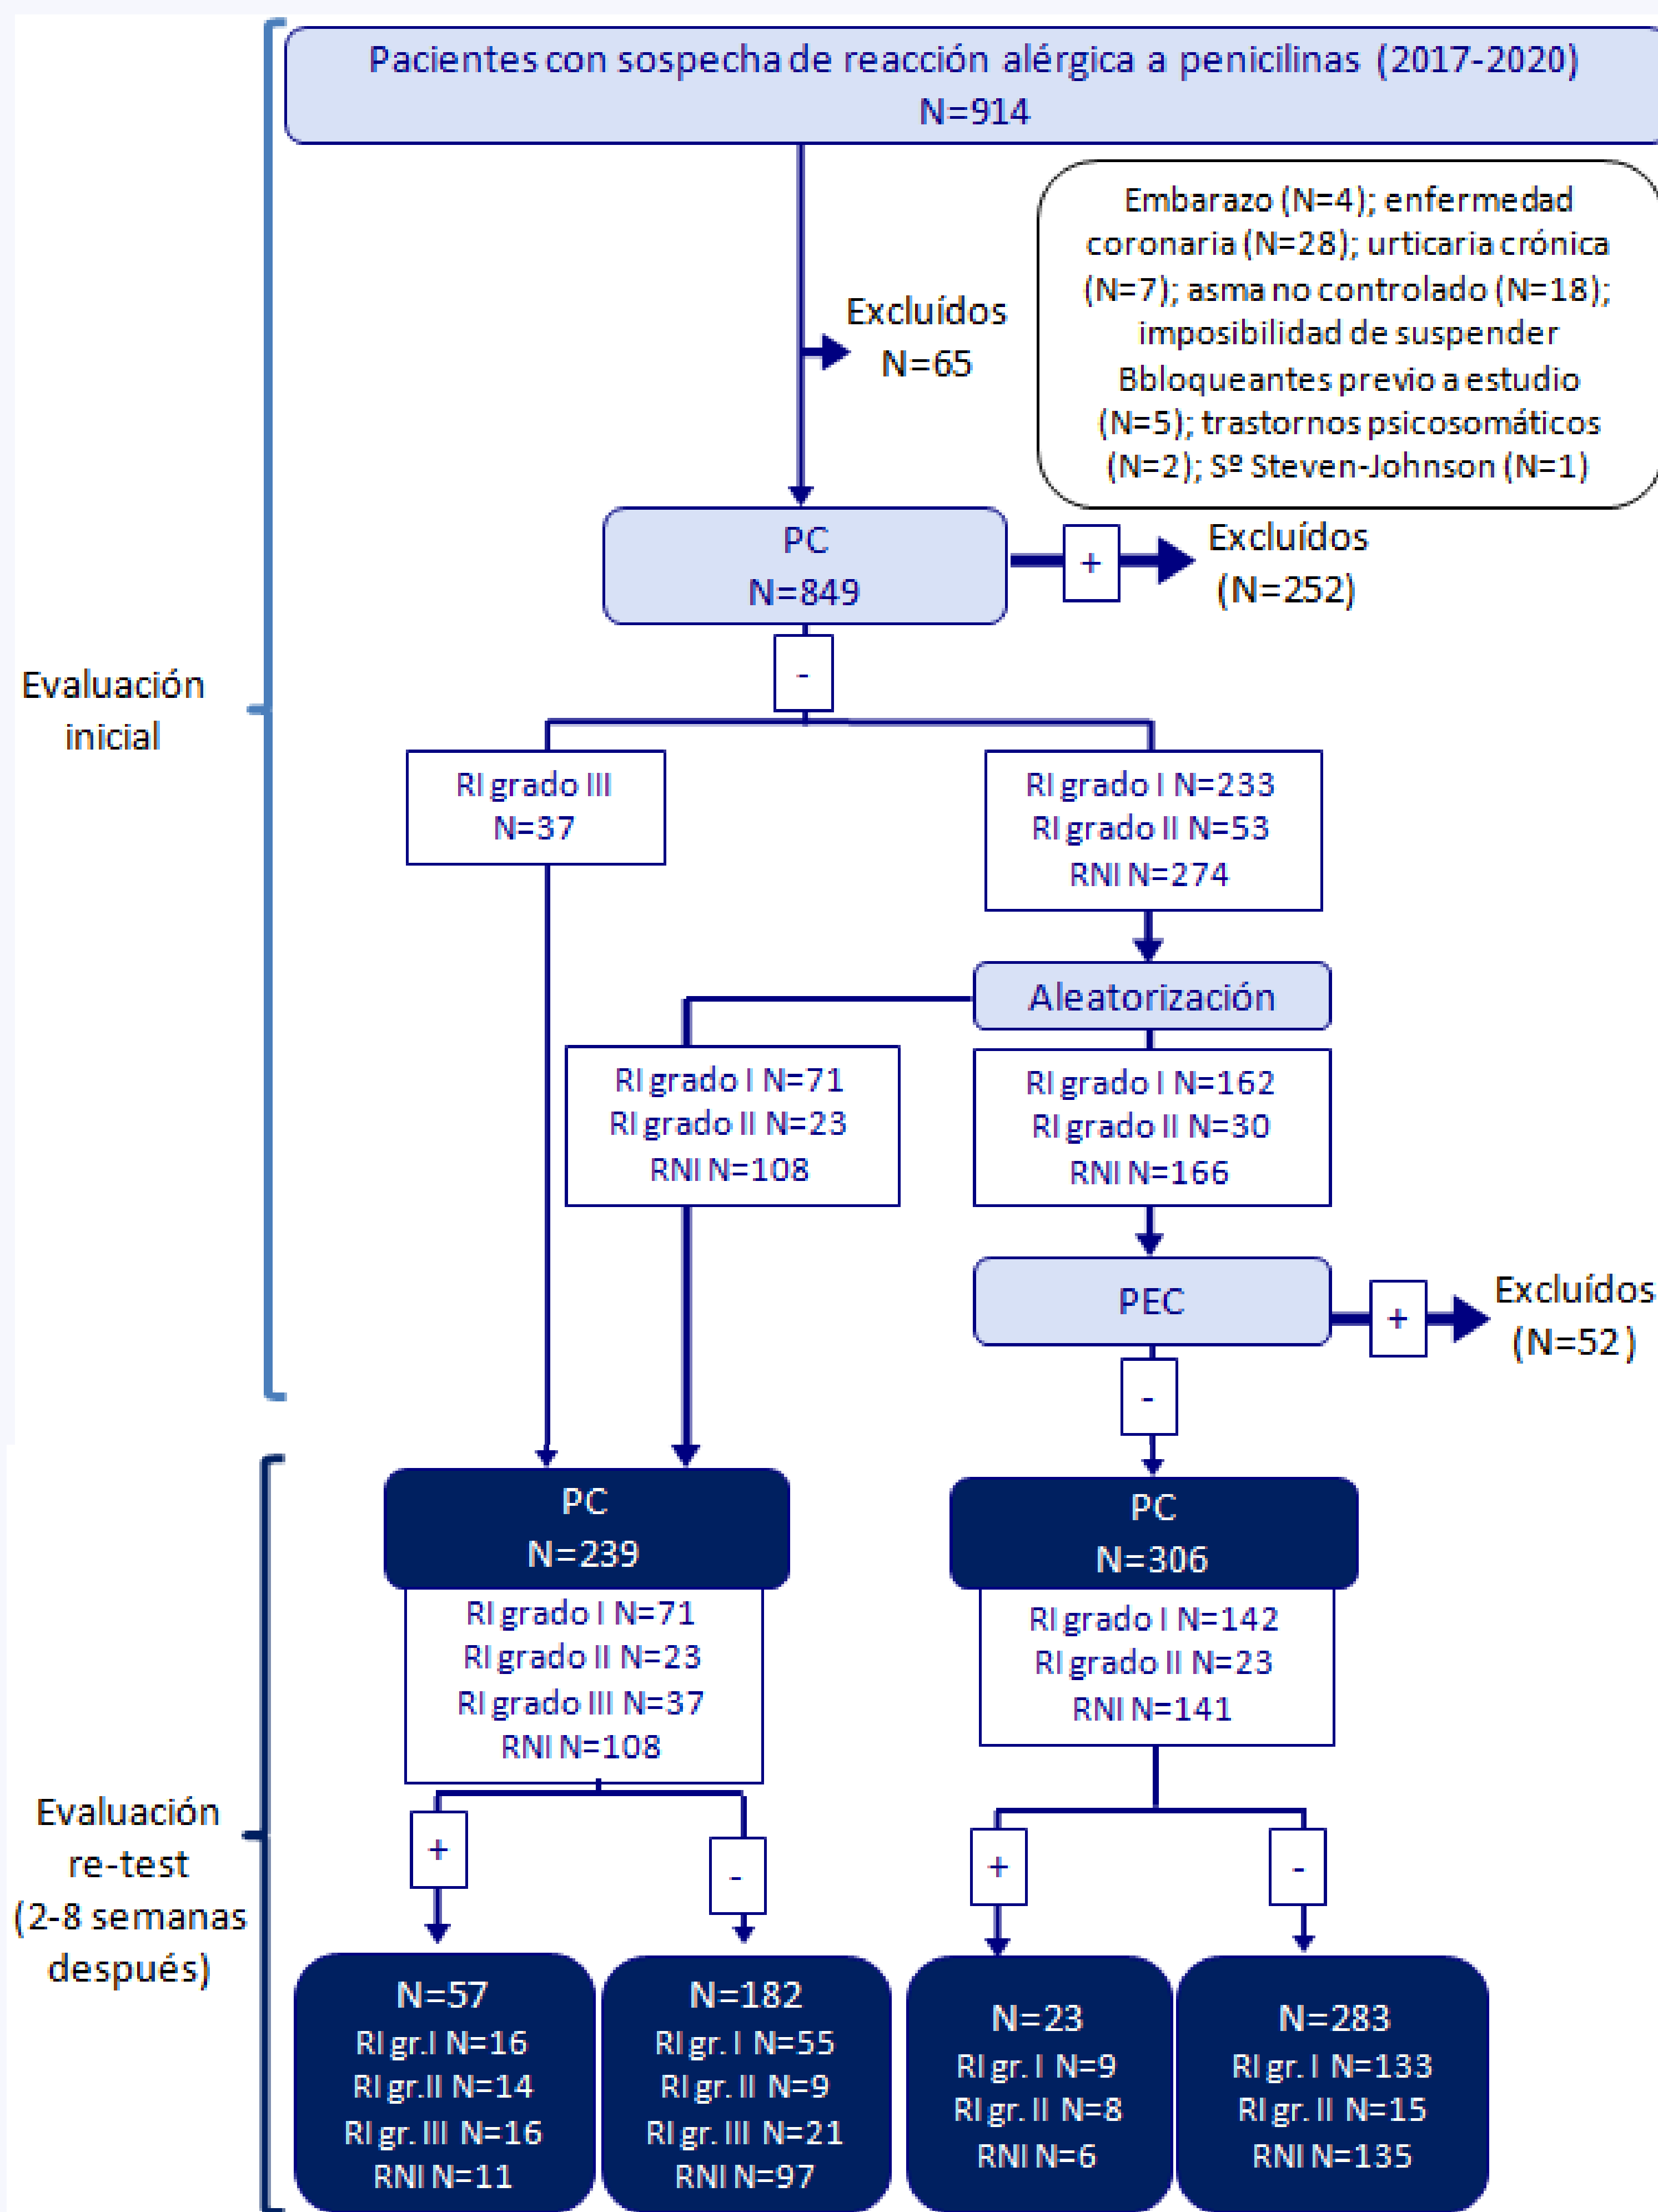 Pacientes con sospecha de reacción alérgica a penicilinas (2017-2020)
N=914
Embarazo (N=4); enfermedad
coronaria (N=28); urticaria crónica
(N=7); asma no controlado (N=18);
imposibilidad de suspender
Bbloqueantes previo a estudio
(N=5); trastornos psicosomáticos
(N=2); Sº Steven-Johnson (N=1)
Excluídos
N=65
PC
N=849
+
Excluídos
(N=252)
-
Evaluación
inicial
RI grado III
N=37
RI grado I N=233
RI grado II N=53
RNI N=274
Aleatorización
RI grado I N=71
RI grado II N=23
RNI N=108
RI grado I N=162
RI grado II N=30
RNI N=166
PEC
+
Excluídos
(N=52)
-
PC
N=239
RI grado I N=71
RI grado II N=23
RI grado III N=37
RNI N=108
PC
N=306
RI grado I N=142
RI grado II N=23
RNI N=141
Evaluación
re-test
(2-8 semanas
después)
+
-
+
-
N=57
RI gr.I N=16
RI gr.II N=14
RI gr. III N=16
RNI N=11
N=182
RI gr. I N=55
RI gr. II N=9
RI gr. III N=21
RNI N=97
N=23
RI gr. I N=9
RI gr. II N=8
RNI N=6
N=283
RI gr. I N=133
RI gr. II N=15
RNI N=135